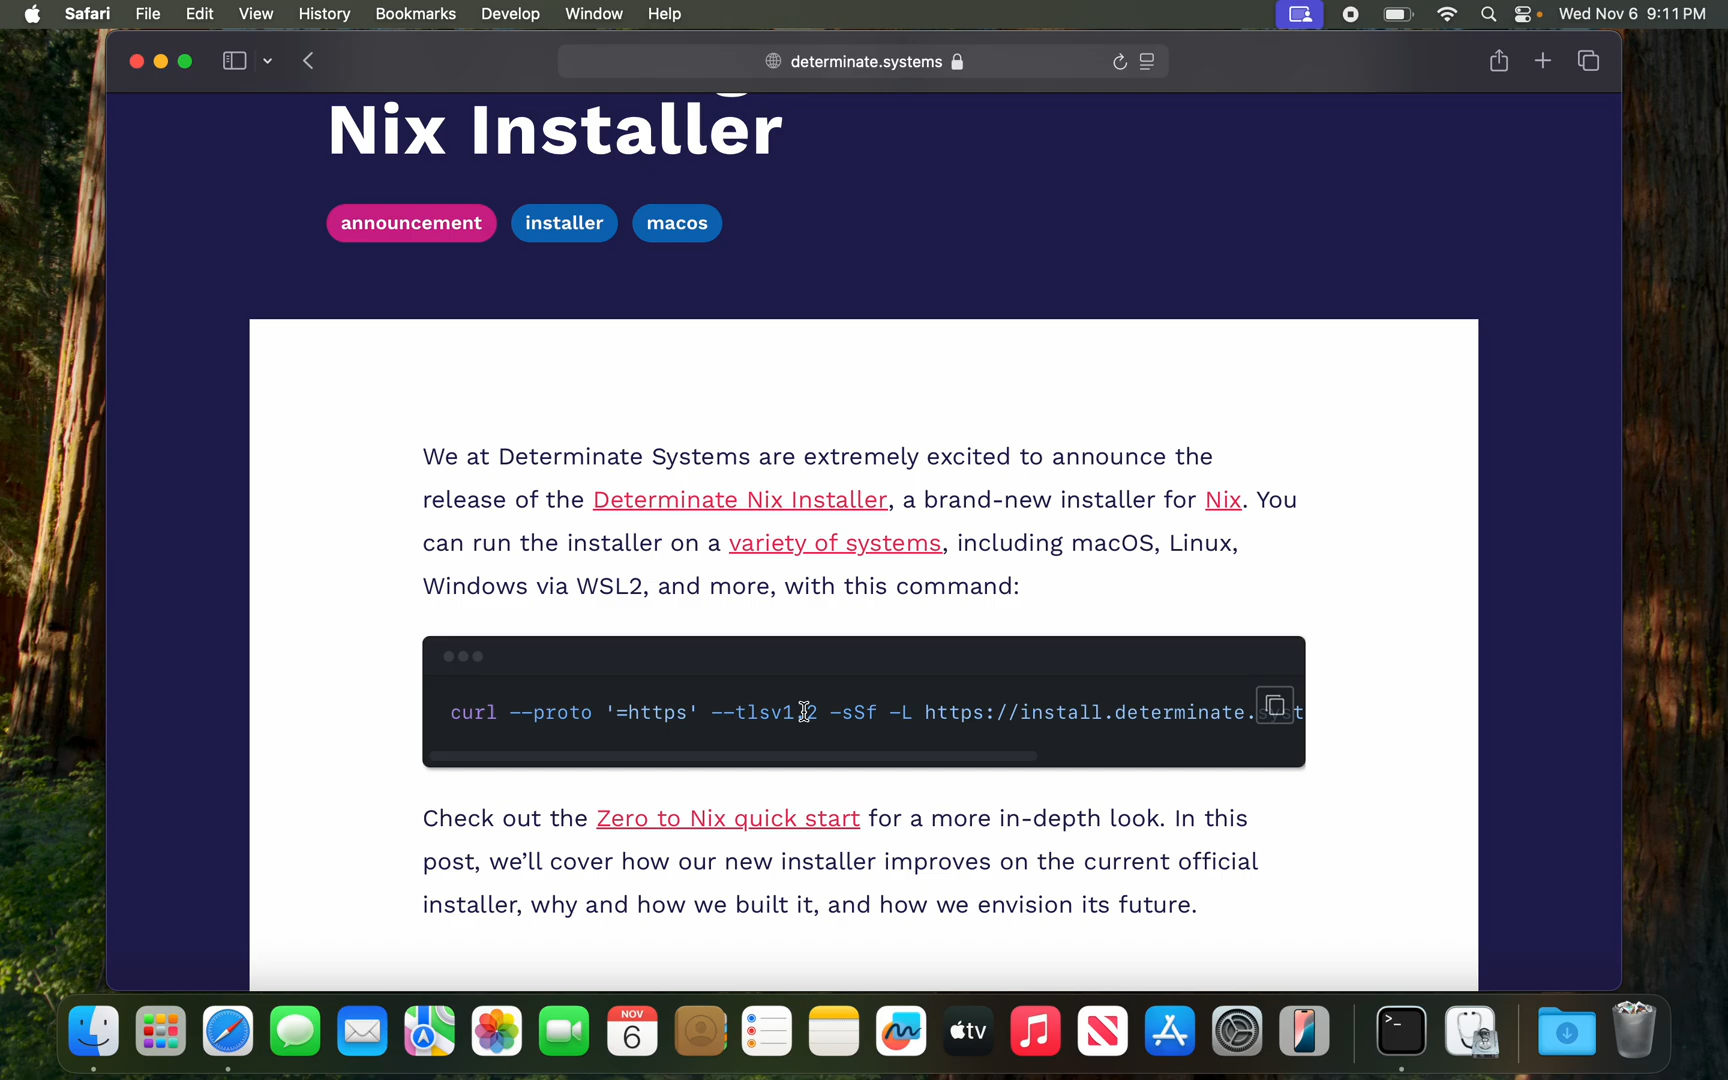 Safari File Edit View History Bookmarks Develop Window Help Wed Nov 6 9:11 PM
determinate.systems
Nix Installer
announcement installer macos
We at Determinate Systems are extremely excited to announce the
release of the Determinate Nix Installer, a brand-new installer for Nix. You
can run the installer on a variety of systems, including macOS, Linux,
Windows via WSL2, and more, with this command:
curl --proto '=https' --tlsv1.2 -sSf -L https://install.determinate.syst
Check out the Zero to Nix quick start for a more in-depth look. In this
post, we'll cover how our new installer improves on the current official
installer, why and how we built it, and how we envision its future.
NOV
6
tv
>_